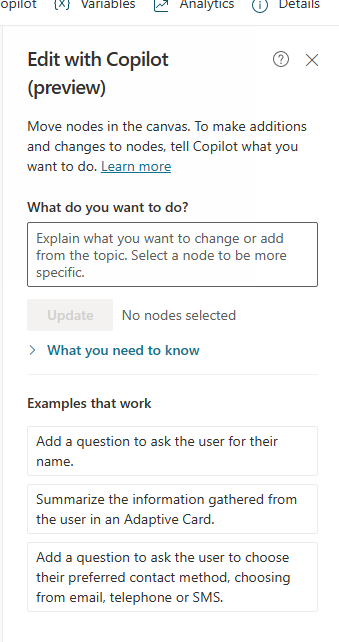 opilot {x} Variables Analytics Details
Edit with Copilot
(preview)
Move nodes in the canvas. To make additions
and changes to nodes, tell Copilot what you
want to do. Learn more
What do you want to do?
Explain what you want to change or add
from the topic. Select a node to be more
specific.
Update No nodes selected
What you need to know
Examples that work
Add a question to ask the user for their
name.
Summarize the information gathered from
the user in an Adaptive Card.
Add a question to ask the user to choose
their preferred contact method, choosing
from email, telephone or SMS.